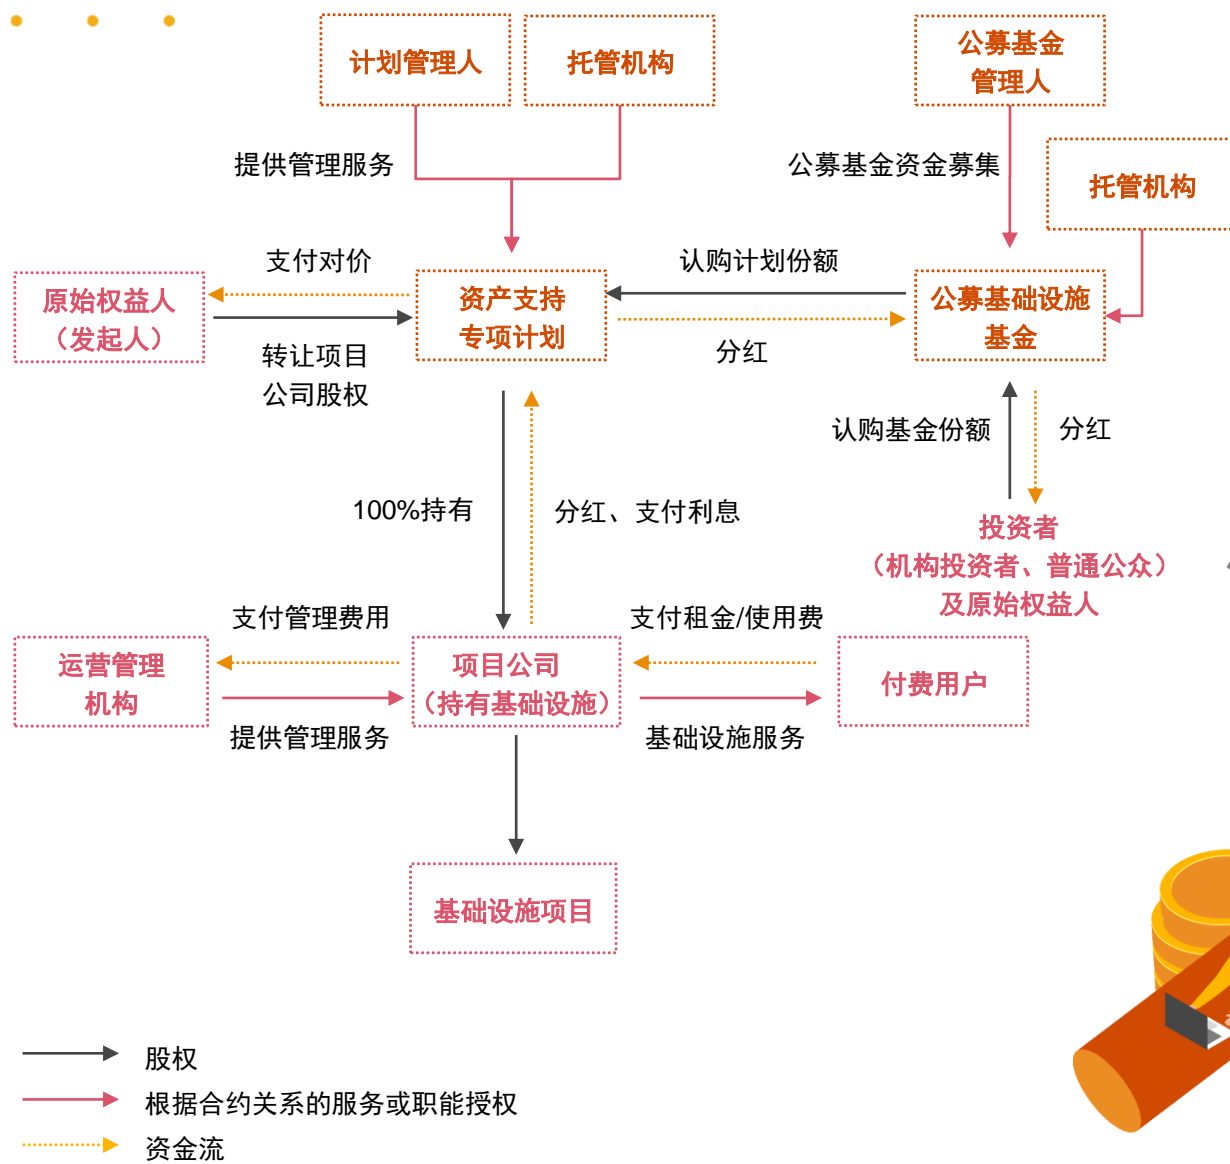 计划管理人
托管机构
公募基金
管理人
提供管理服务
公募基金资金募集
托管机构
支付对价
认购计划份额
原始权益人
（发起人）
资产支持
专项计划
公募基础设施
基金
转让项目
公司股权
分红
认购基金份额
分红
100%持有
分红、支付利息
投资者
（机构投资者、普通公众）
及原始权益人
支付管理费用
支付租金/使用费
运营管理
机构
项目公司
（持有基础设施）
付费用户
提供管理服务
基础设施服务
基础设施项目
股权
根据合约关系的服务或职能授权
资金流